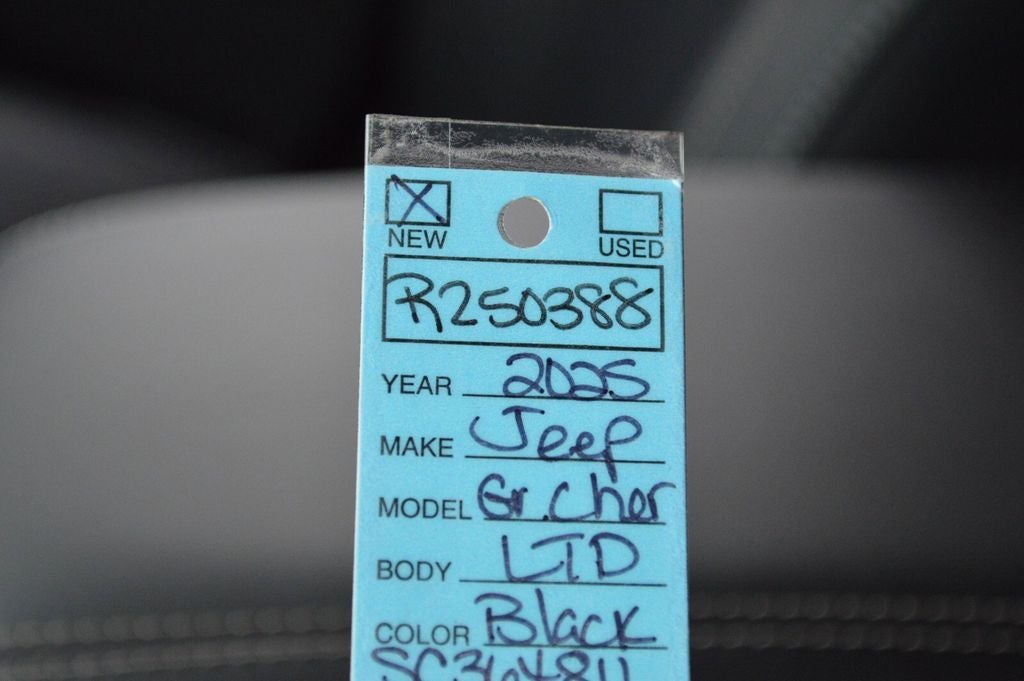 X
NEW USED
R250388
YEAR 2025
MAKE Jeep
MODEL Gr. Cher
BODY LTD
COLOR Black